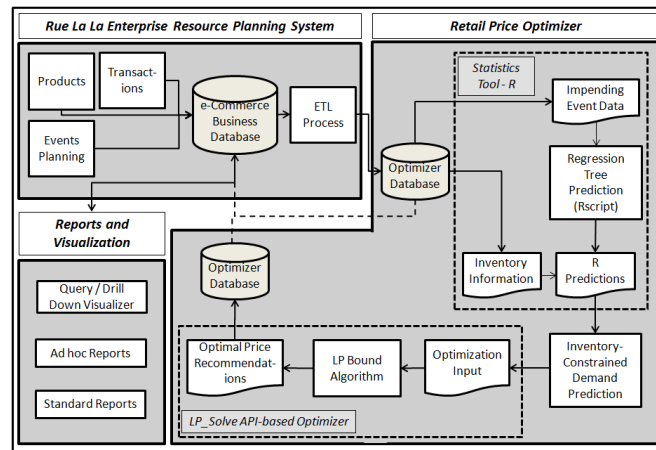 Rue La La Enterprise Resource Planning System
Retail Price Optimizer
Products
Transact-
ions
Events
Planning
e-Commerce
Business
Database
ETL
Process
Optimizer
Database
Statistics
Tool - R
Impending
Event Data
Regression
Tree
Prediction
(Rscript)
Inventory
Information
R
Predictions
Reports and
Visualization
Query / Drill
Down Visualizer
Ad hoc Reports
Standard Reports
Optimizer
Database
Optimal Price
Recommendat-
ions
LP Bound
Algorithm
Optimization
Input
Inventory-
Constrained
Demand
Prediction
LP_Solve API-based Optimizer